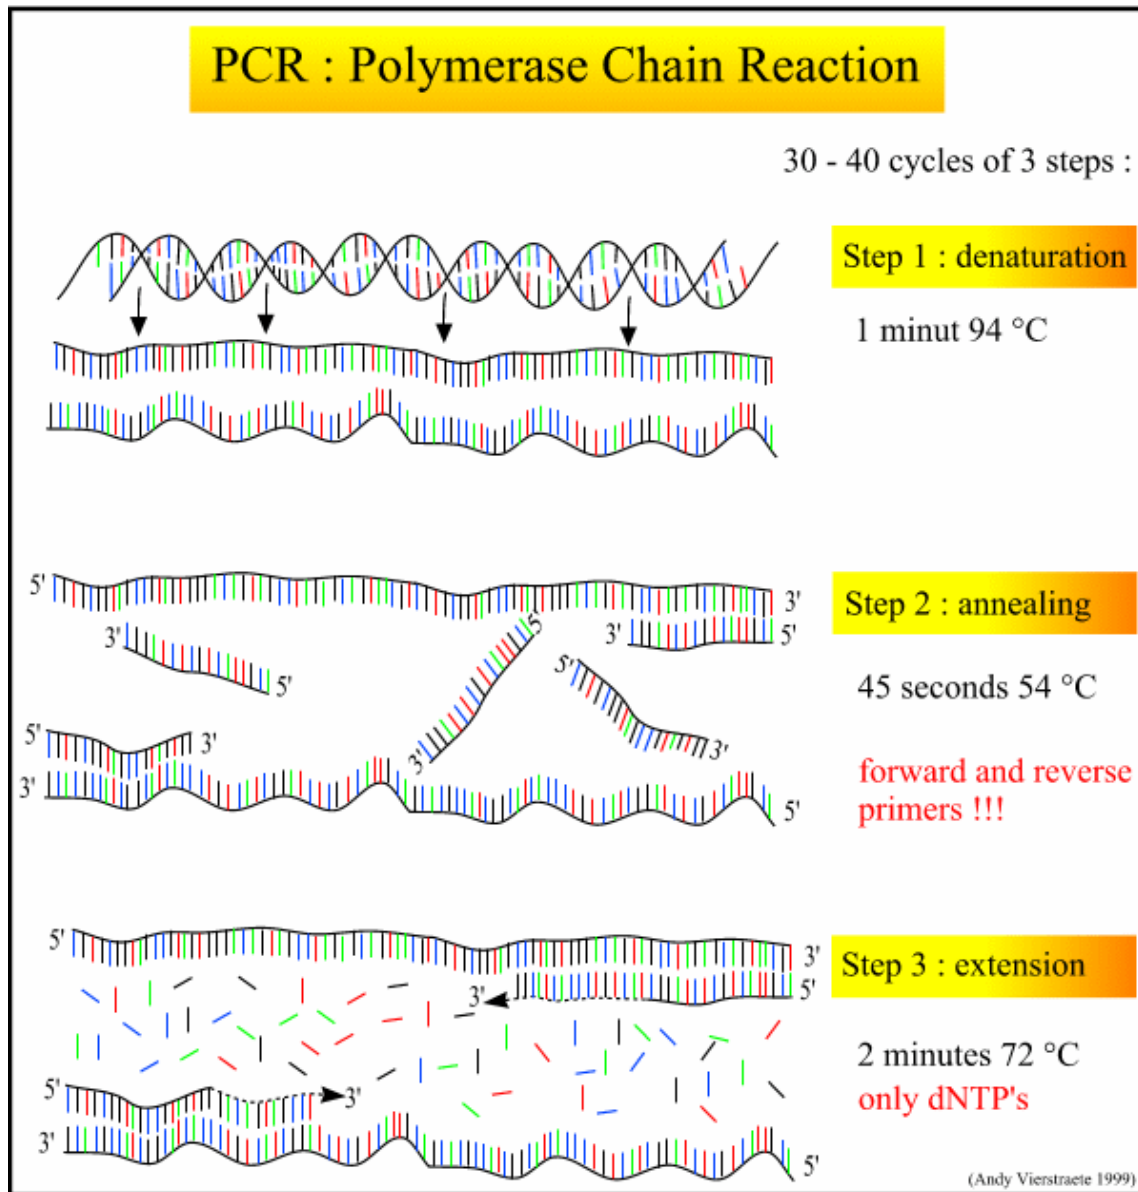 PCR : Polymerase Chain Reaction
30 - 40 cycles of 3 steps :
Step 1 : denaturation
1 minut 94 °C
5'
3'
Step 2 : annealing
3'
5'
3'
5'
5'
45 seconds 54 °C
5'
3'
5'
3'
3'
3'
5'
forward and reverse
primers !!!
5'
3'
Step 3 : extension
3'
5'
2 minutes 72 °C
only dNTP's
5'
3'
3'
5'
(Andy Vierstraete 1999)